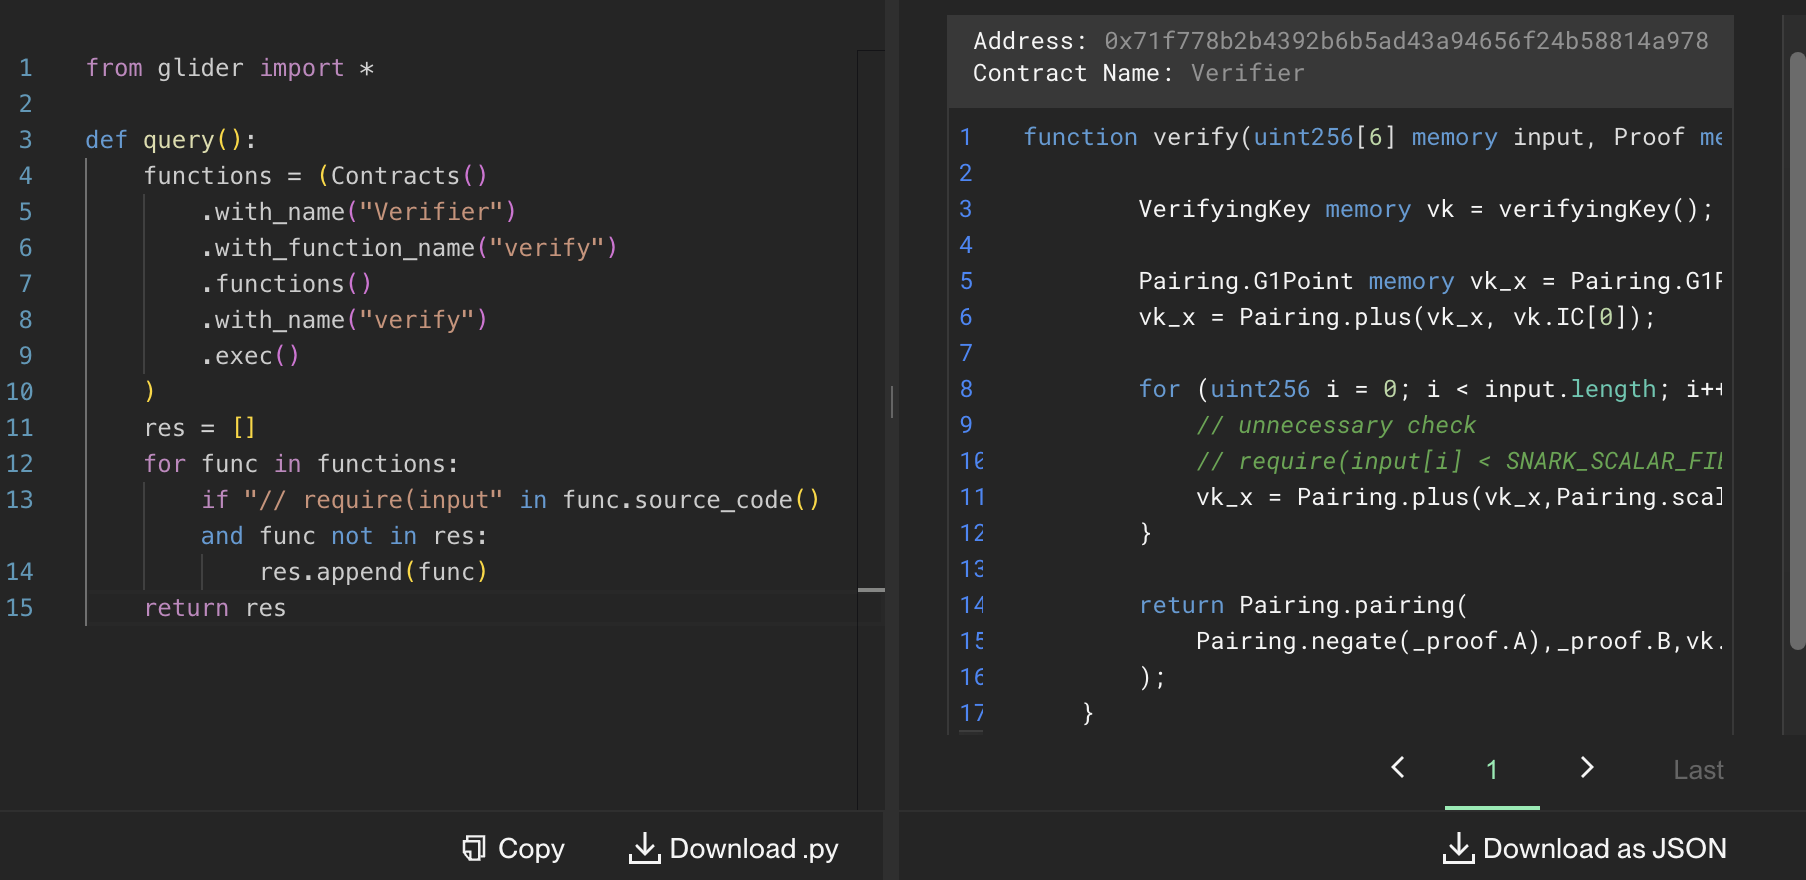 1 from glider import *
2
3 def query():
4 functions = (Contracts()
5 .with_name("Verifier")
6 .with_function_name("verify")
7 .functions()
8 .with_name("verify")
9 .exec()
10 )
11 res = []
12 for func in functions:
13 if "// require(input" in func.source_code()
and func not in res:
14 res.append(func)
15 return res
Copy
Download .py
Address: 0x71f778b2b4392b6b5ad43a94656f24b58814a978
Contract Name: Verifier
1 function verify(uint256[6] memory input, Proof me
2
3 VerifyingKey memory vk = verifyingKey();
4
5 Pairing.G1Point memory vk_x = Pairing.G1
6 vk_x = Pairing.plus(vk_x, vk.IC[0]);
7
8 for (uint256 i = 0; i < input.length; i++
9 // unnecessary check
10 // require(input[i] < SNARK_SCALAR_FI
11 vk_x = Pairing.plus(vk_x,Pairing.scal
12 }
13
14 return Pairing.pairing(
15 Pairing.negate(_proof.A),_proof.B,vk.
16 );
17 }
1 Last
Download as JSON